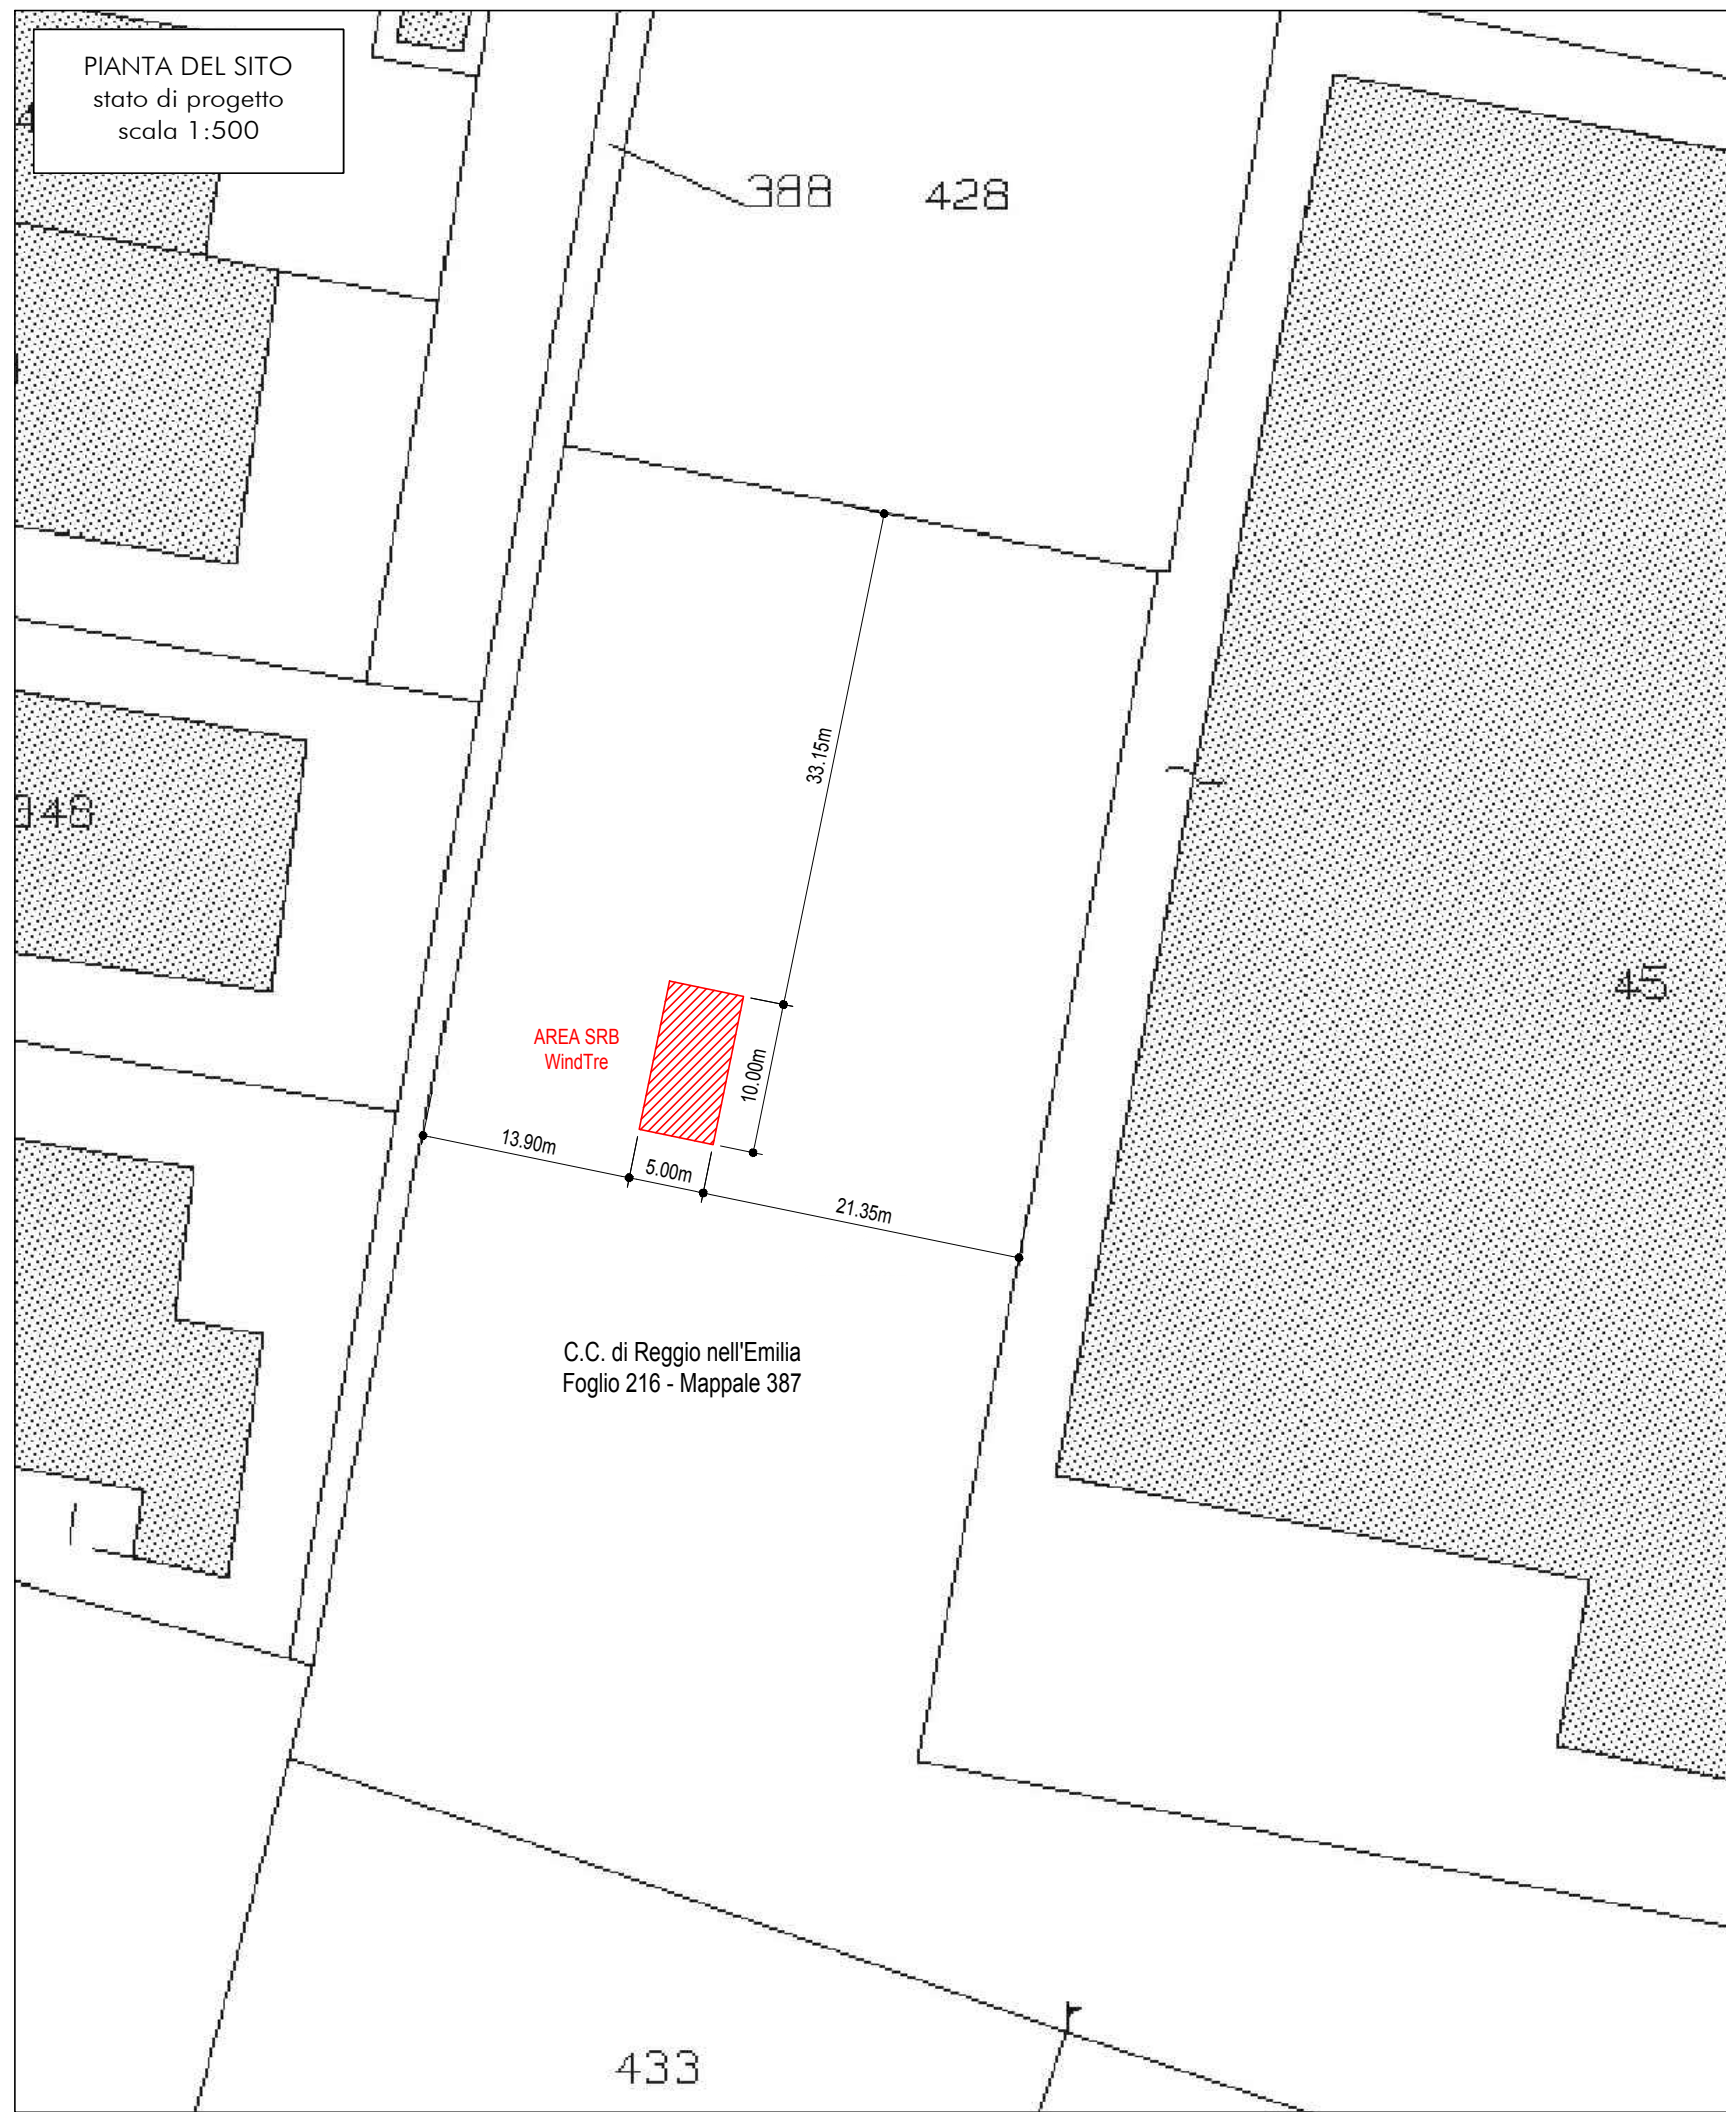 PIANTA DEL SITO
stato di progetto
scala 1:500
388
428
33.15m
45
AREA SRB
WindTre
10.00m
13.90m
5.00m
21.35m
C.C. di Reggio nell'Emilia
Foglio 216 - Mappale 387
433